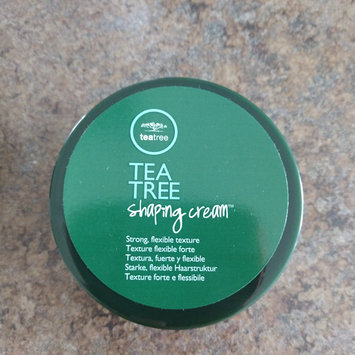 teatree
TEA
TREE
shaping cream™
Strong, flexible texture
Texture flexible forte
Textura, fuerte y flexible
Starke, flexible Haarstruktur
Texture forte e flessibile